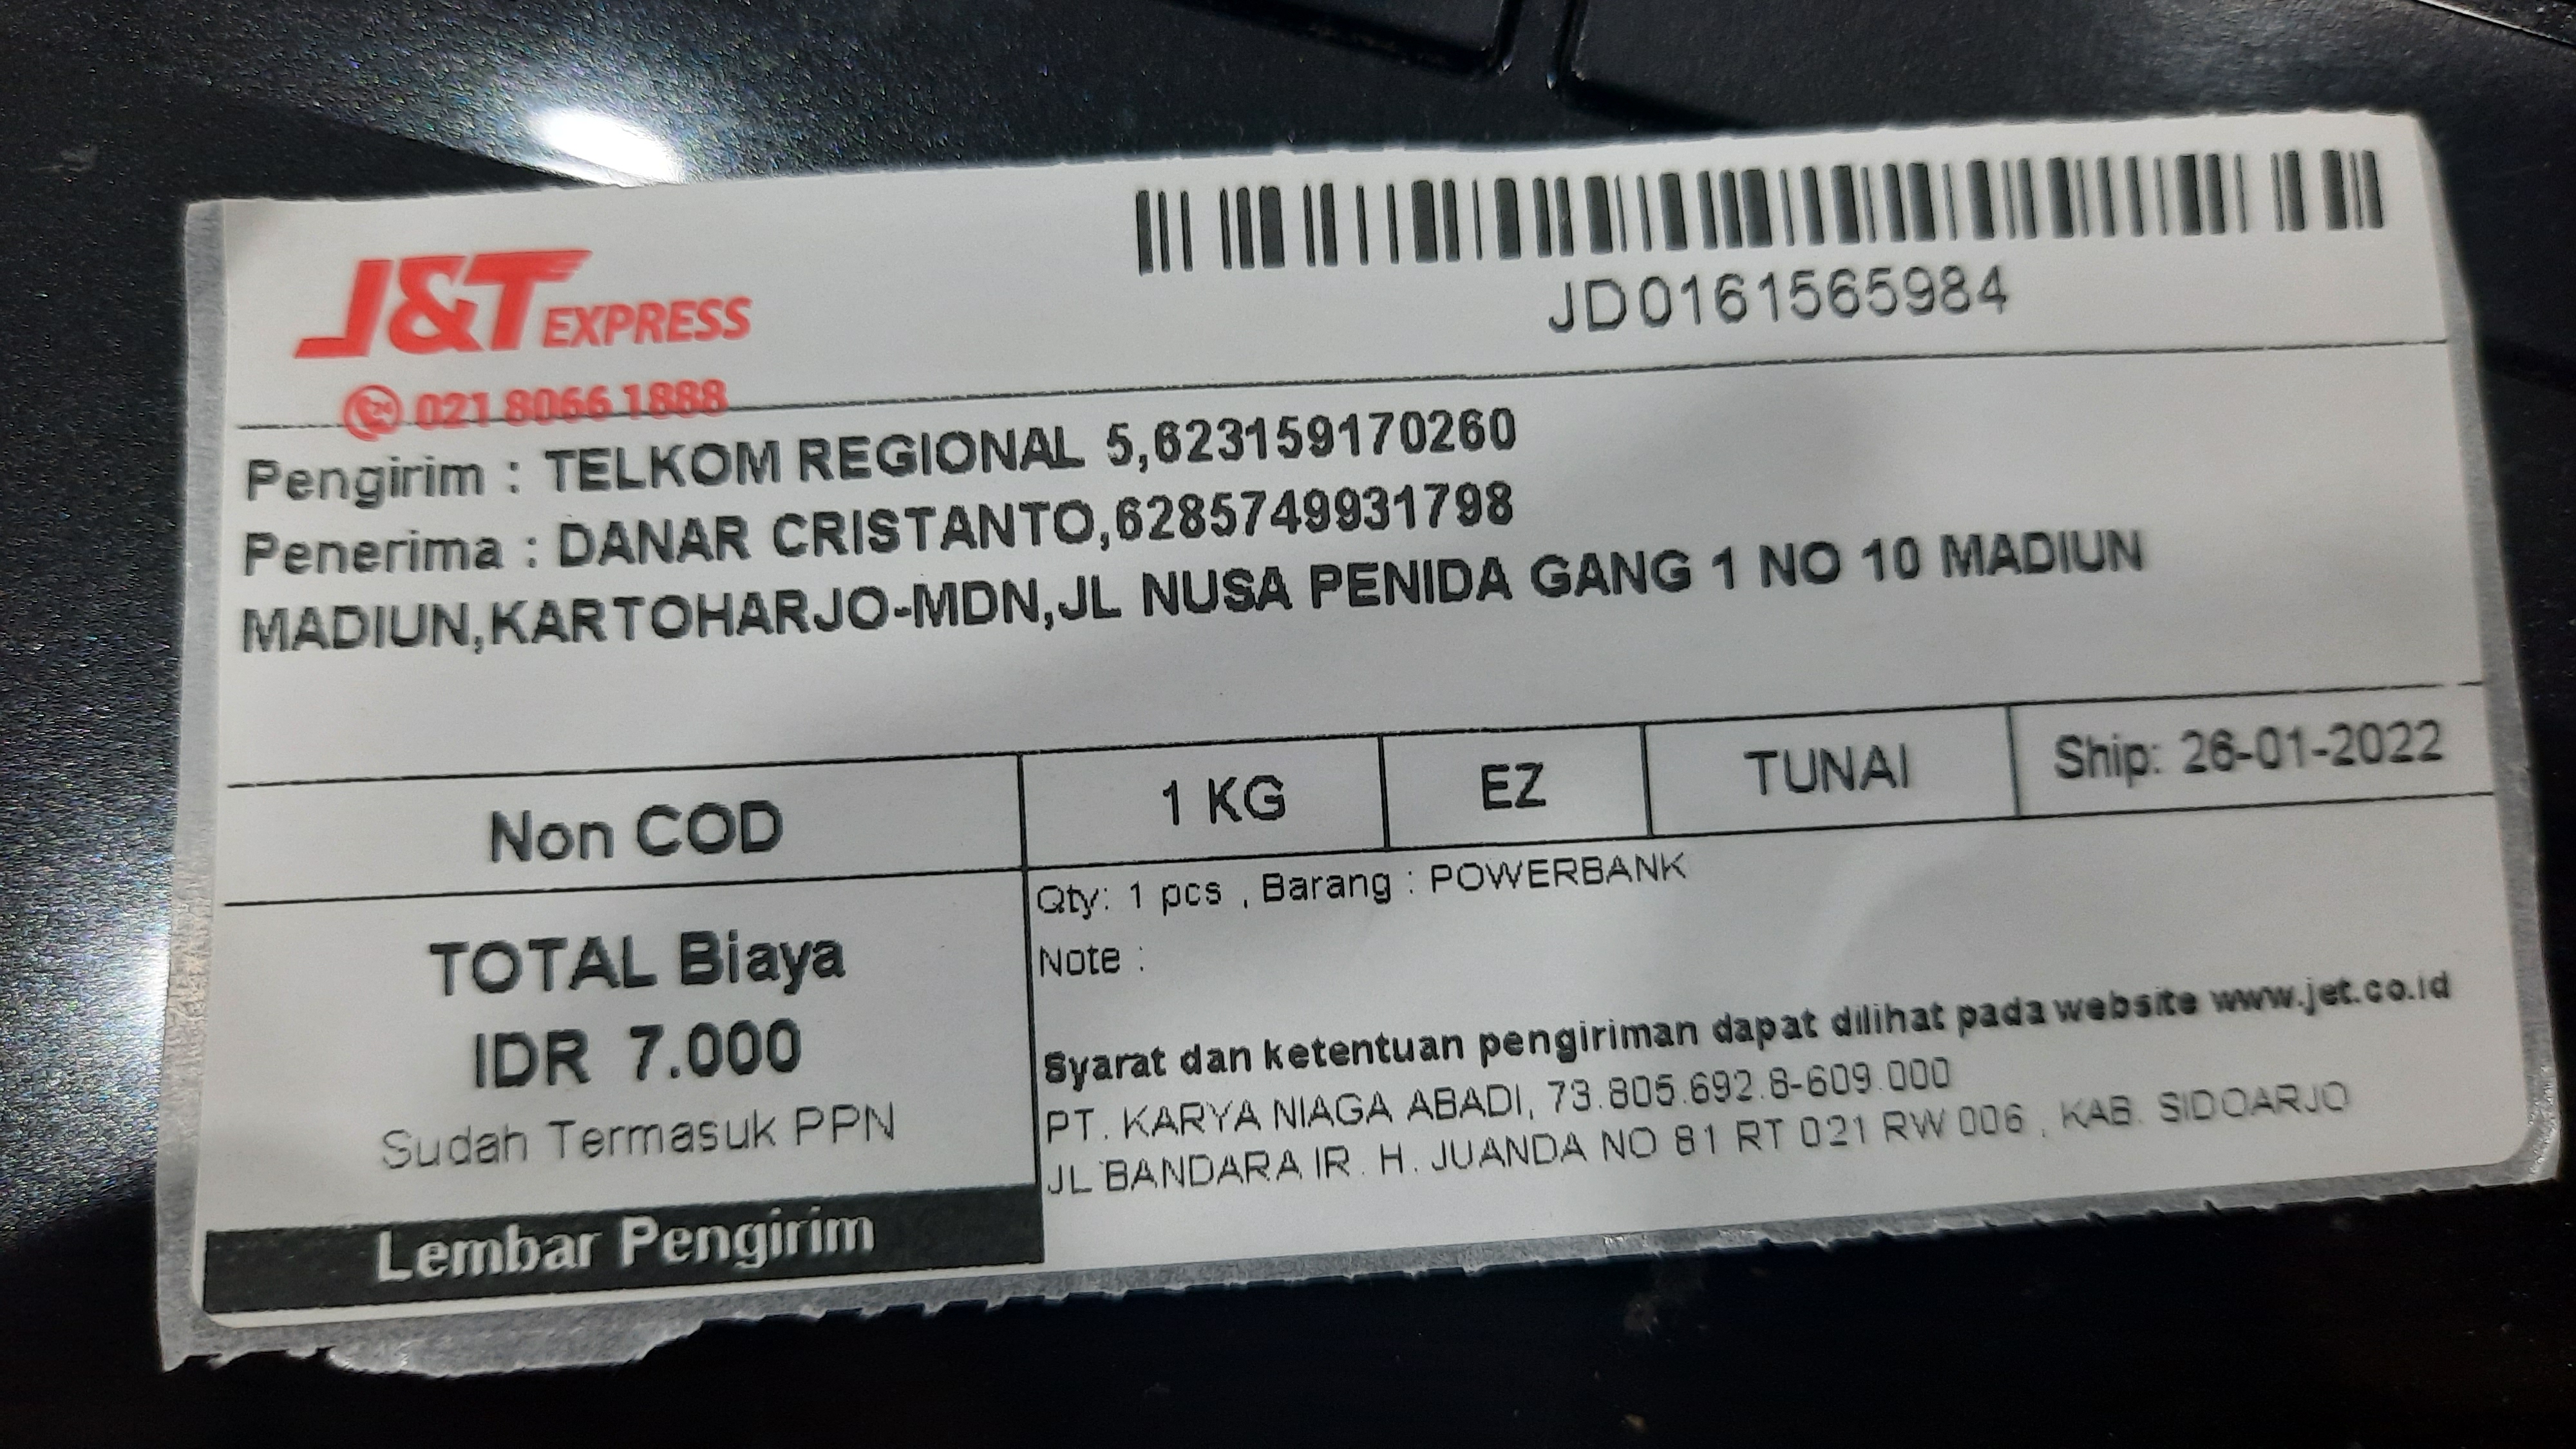 J&T EXPRESS
021 8066 1888
JD0161565984
Pengirim : TELKOM REGIONAL 5,623159170260
Penerima : DANAR CRISTANTO,6285749931798
MADIUN,KARTOHARJO-MDN,JL NUSA PENIDA GANG 1 NO 10 MADIUN
Non COD 1 KG EZ TUNAI Ship: 26-01-2022
TOTAL Biaya
IDR 7.000
Sudah Termasuk PPN
Lembar Pengirim
Qty: 1 pcs , Barang : POWERBANK
Note :
Syarat dan ketentuan pengiriman dapat dilihat pada website www.jet.co.id
PT. KARYA NIAGA ABADI, 73.805.692.8-609.000
JL BANDARA IR. H. JUANDA NO 81 RT 021 RW 006 , KAB. SIDOARJO